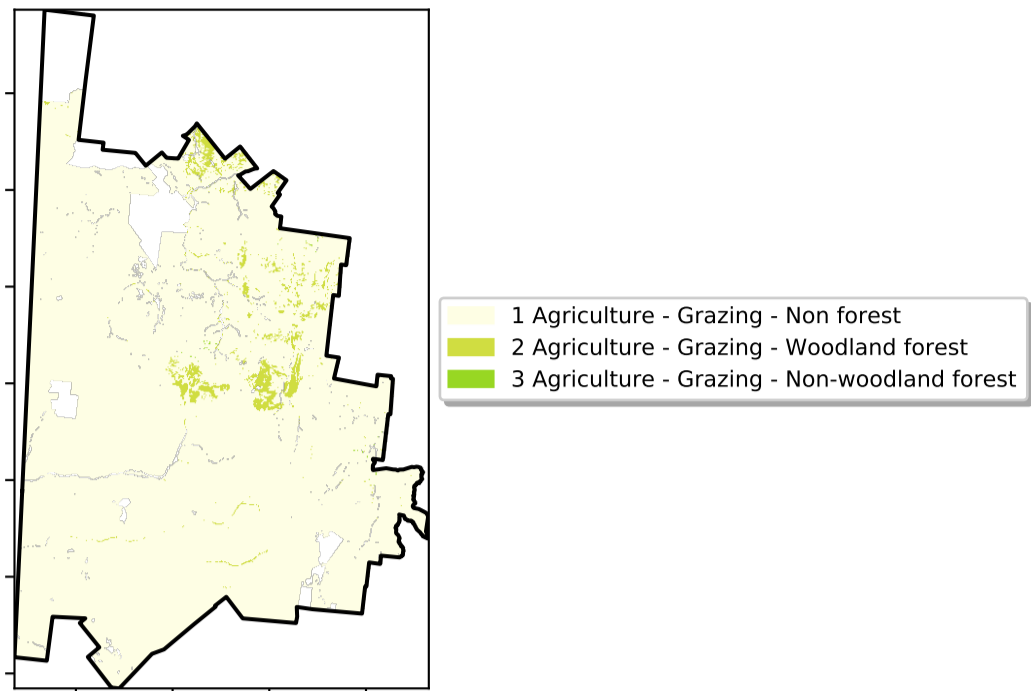 1 Agriculture - Grazing - Non forest
2 Agriculture - Grazing - Woodland forest
3 Agriculture - Grazing - Non-woodland forest